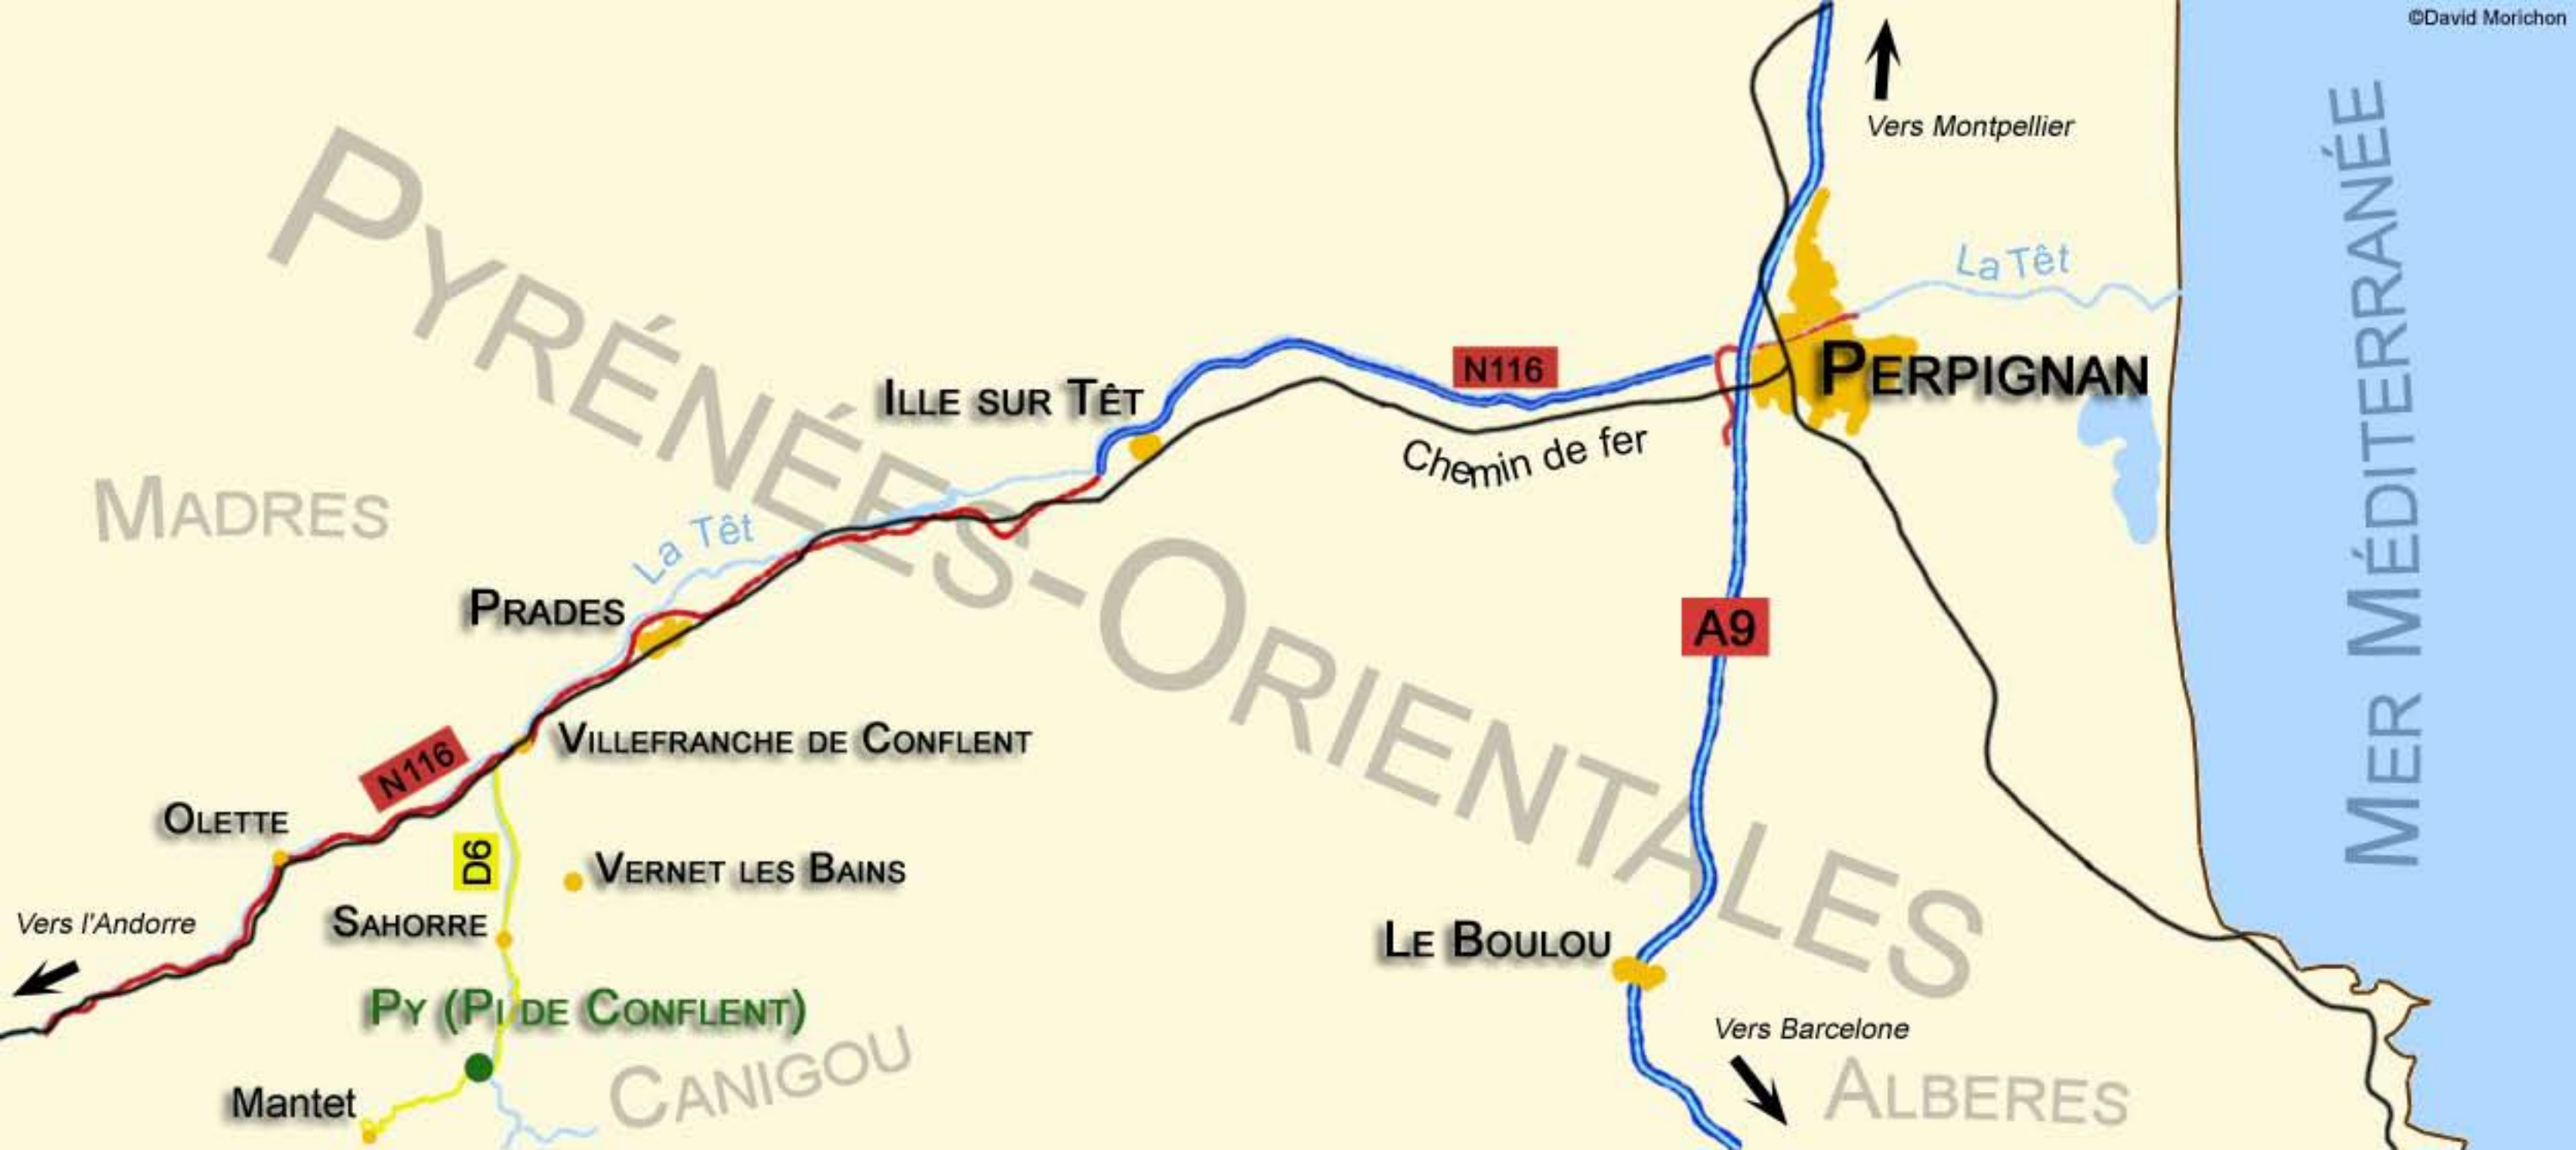 ©David Morichon
Vers Montpellier
MER MÉDITERRANÉE
PYRÉNÉES-ORIENTALES
La Têt
N116
PERPIGNAN
ILLE SUR TÊT
Chemin de fer
MADRES
La Têt
PRADES
A9
VILLEFRANCHE DE CONFLENT
N116
OLETTE
D6
VERNET LES BAINS
SAHORRE
Vers l'Andorre
LE BOULOU
PY (PI DE CONFLENT)
Vers Barcelone
CANIGOU
ALBERES
Mantet